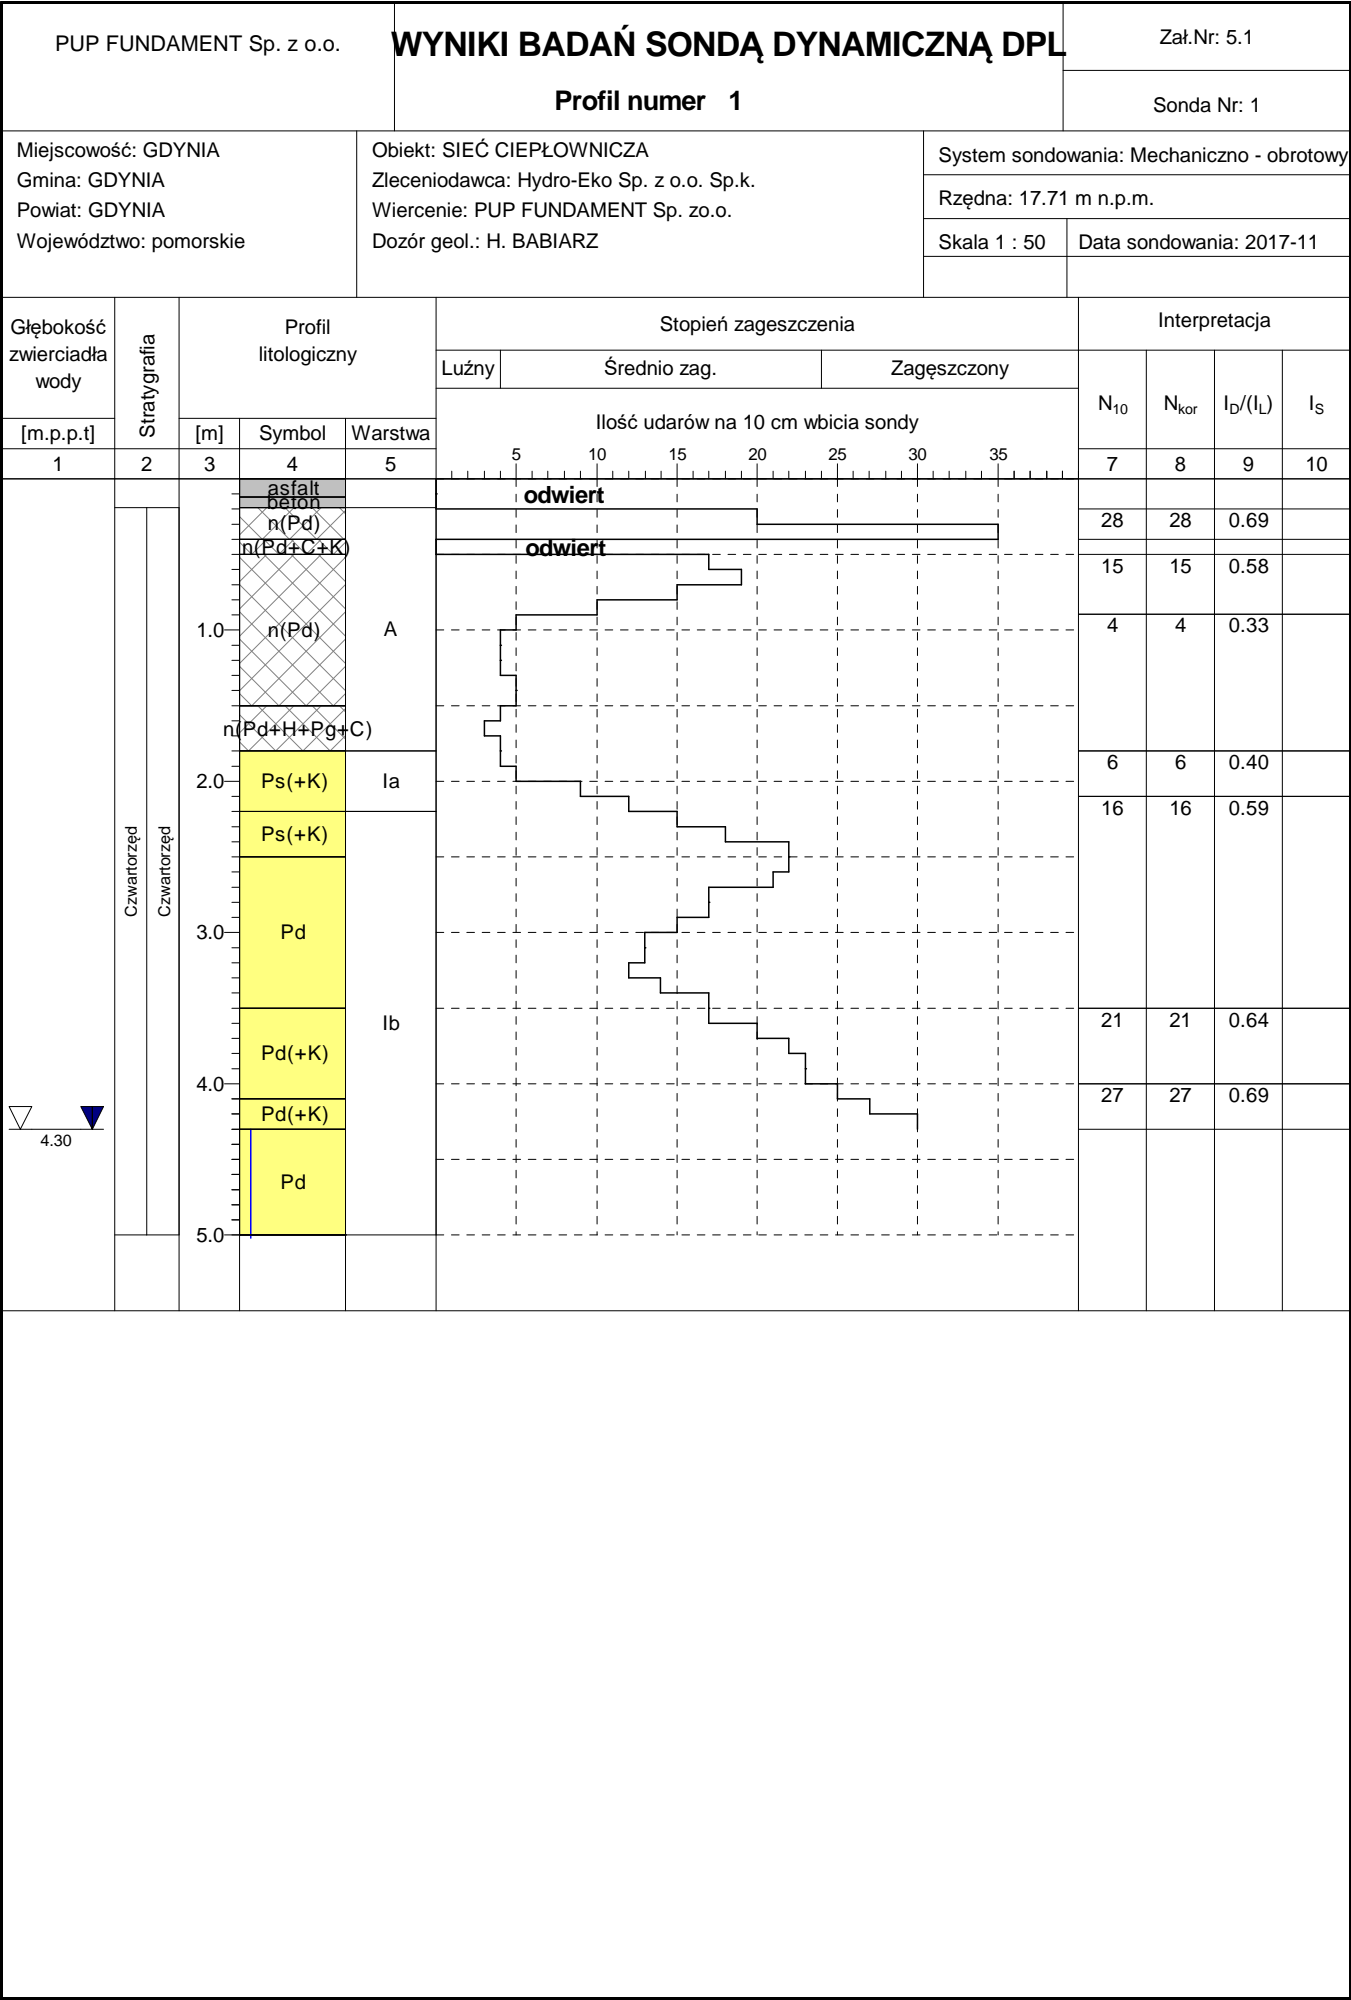 PUP FUNDAMENT Sp. z o.o.
WYNIKI BADAŃ SONDĄ DYNAMICZNĄ DPL
Profil numer 1
Zał.Nr: 5.1
Sonda Nr: 1
Miejscowość: GDYNIA
Gmina: GDYNIA
Powiat: GDYNIA
Województwo: pomorskie
Obiekt: SIEĆ CIEPŁOWNICZA
Zleceniodawca: Hydro-Eko Sp. z o.o. Sp.k.
Wiercenie: PUP FUNDAMENT Sp. zo.o.
Dozór geol.: H. BABIARZ
System sondowania: Mechaniczno - obrotowy
Rzędna: 17.71 m n.p.m.
Skala 1 : 50
Data sondowania: 2017-11
Głębokość
zwierciadła
wody
[m.p.p.t]
Stratygrafia
Profil
litologiczny
[m] Symbol Warstwa
Stopień zageszczenia
Luźny Średnio zag. Zagęszczony
Ilość udarów na 10 cm wbicia sondy
5 10 15 20 25 30 35
Interpretacja
N10 Nkor ID/(IL) IS
1 2 3 4 5 7 8 9 10
asfalt
beton
odwiert
n(Pd)
28 28 0.69
n(Pd+C+K)
odwiert
15 15 0.58
1.0 n(Pd) A
4 4 0.33
n(Pd+H+Pg+C)
6 6 0.40
2.0 Ps(+K) Ia
16 16 0.59
Ps(+K)
Czwartorzęd
Czwartorzęd
3.0 Pd
Ib
21 21 0.64
Pd(+K)
4.0
27 27 0.69
Pd(+K)
4.30
Pd
5.0